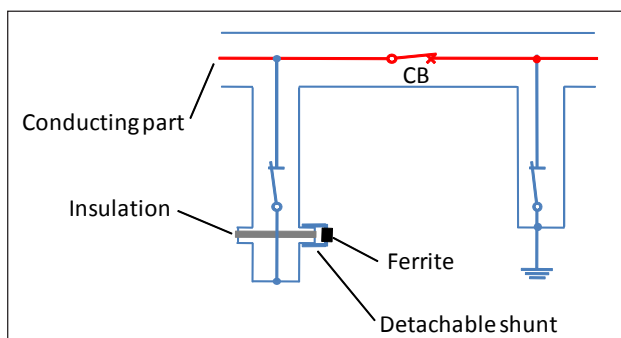 CB
Conducting part
Insulation
Ferrite
Detachable shunt